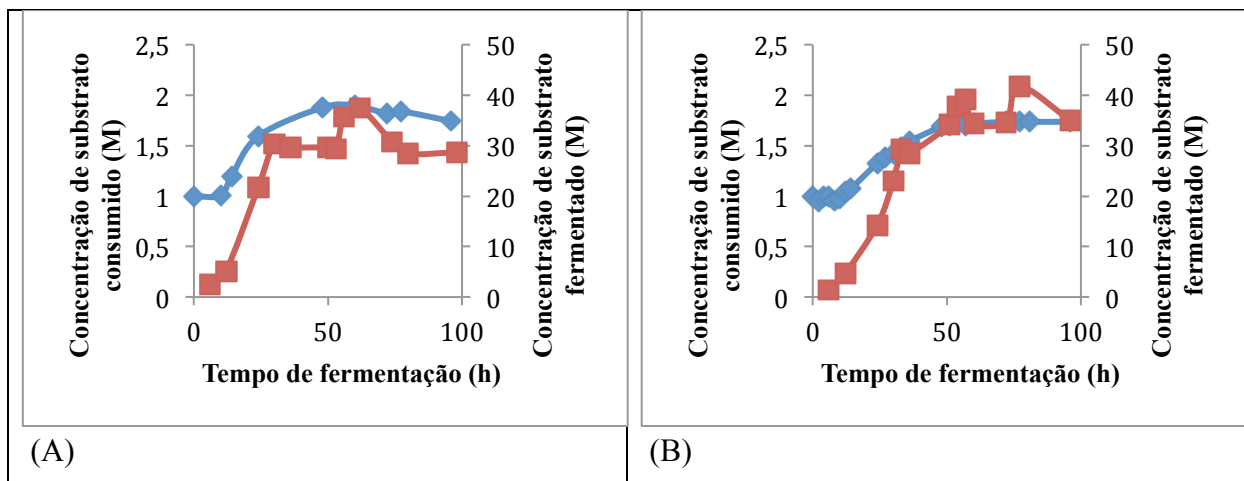 2,5
2
1,5
1
0,5
0
Concentração de substrato
consumido (M)
50
40
30
20
10
0
Concentração de substrato
fermentado (M)
0 50 100
Tempo de fermentação (h)
(A)
2,5
2
1,5
1
0,5
0
Concentração de substrato
consumido (M)
50
40
30
20
10
0
Concentração de substrato
fermentado (M)
0 50 100
Tempo de fermentação (h)
(B)